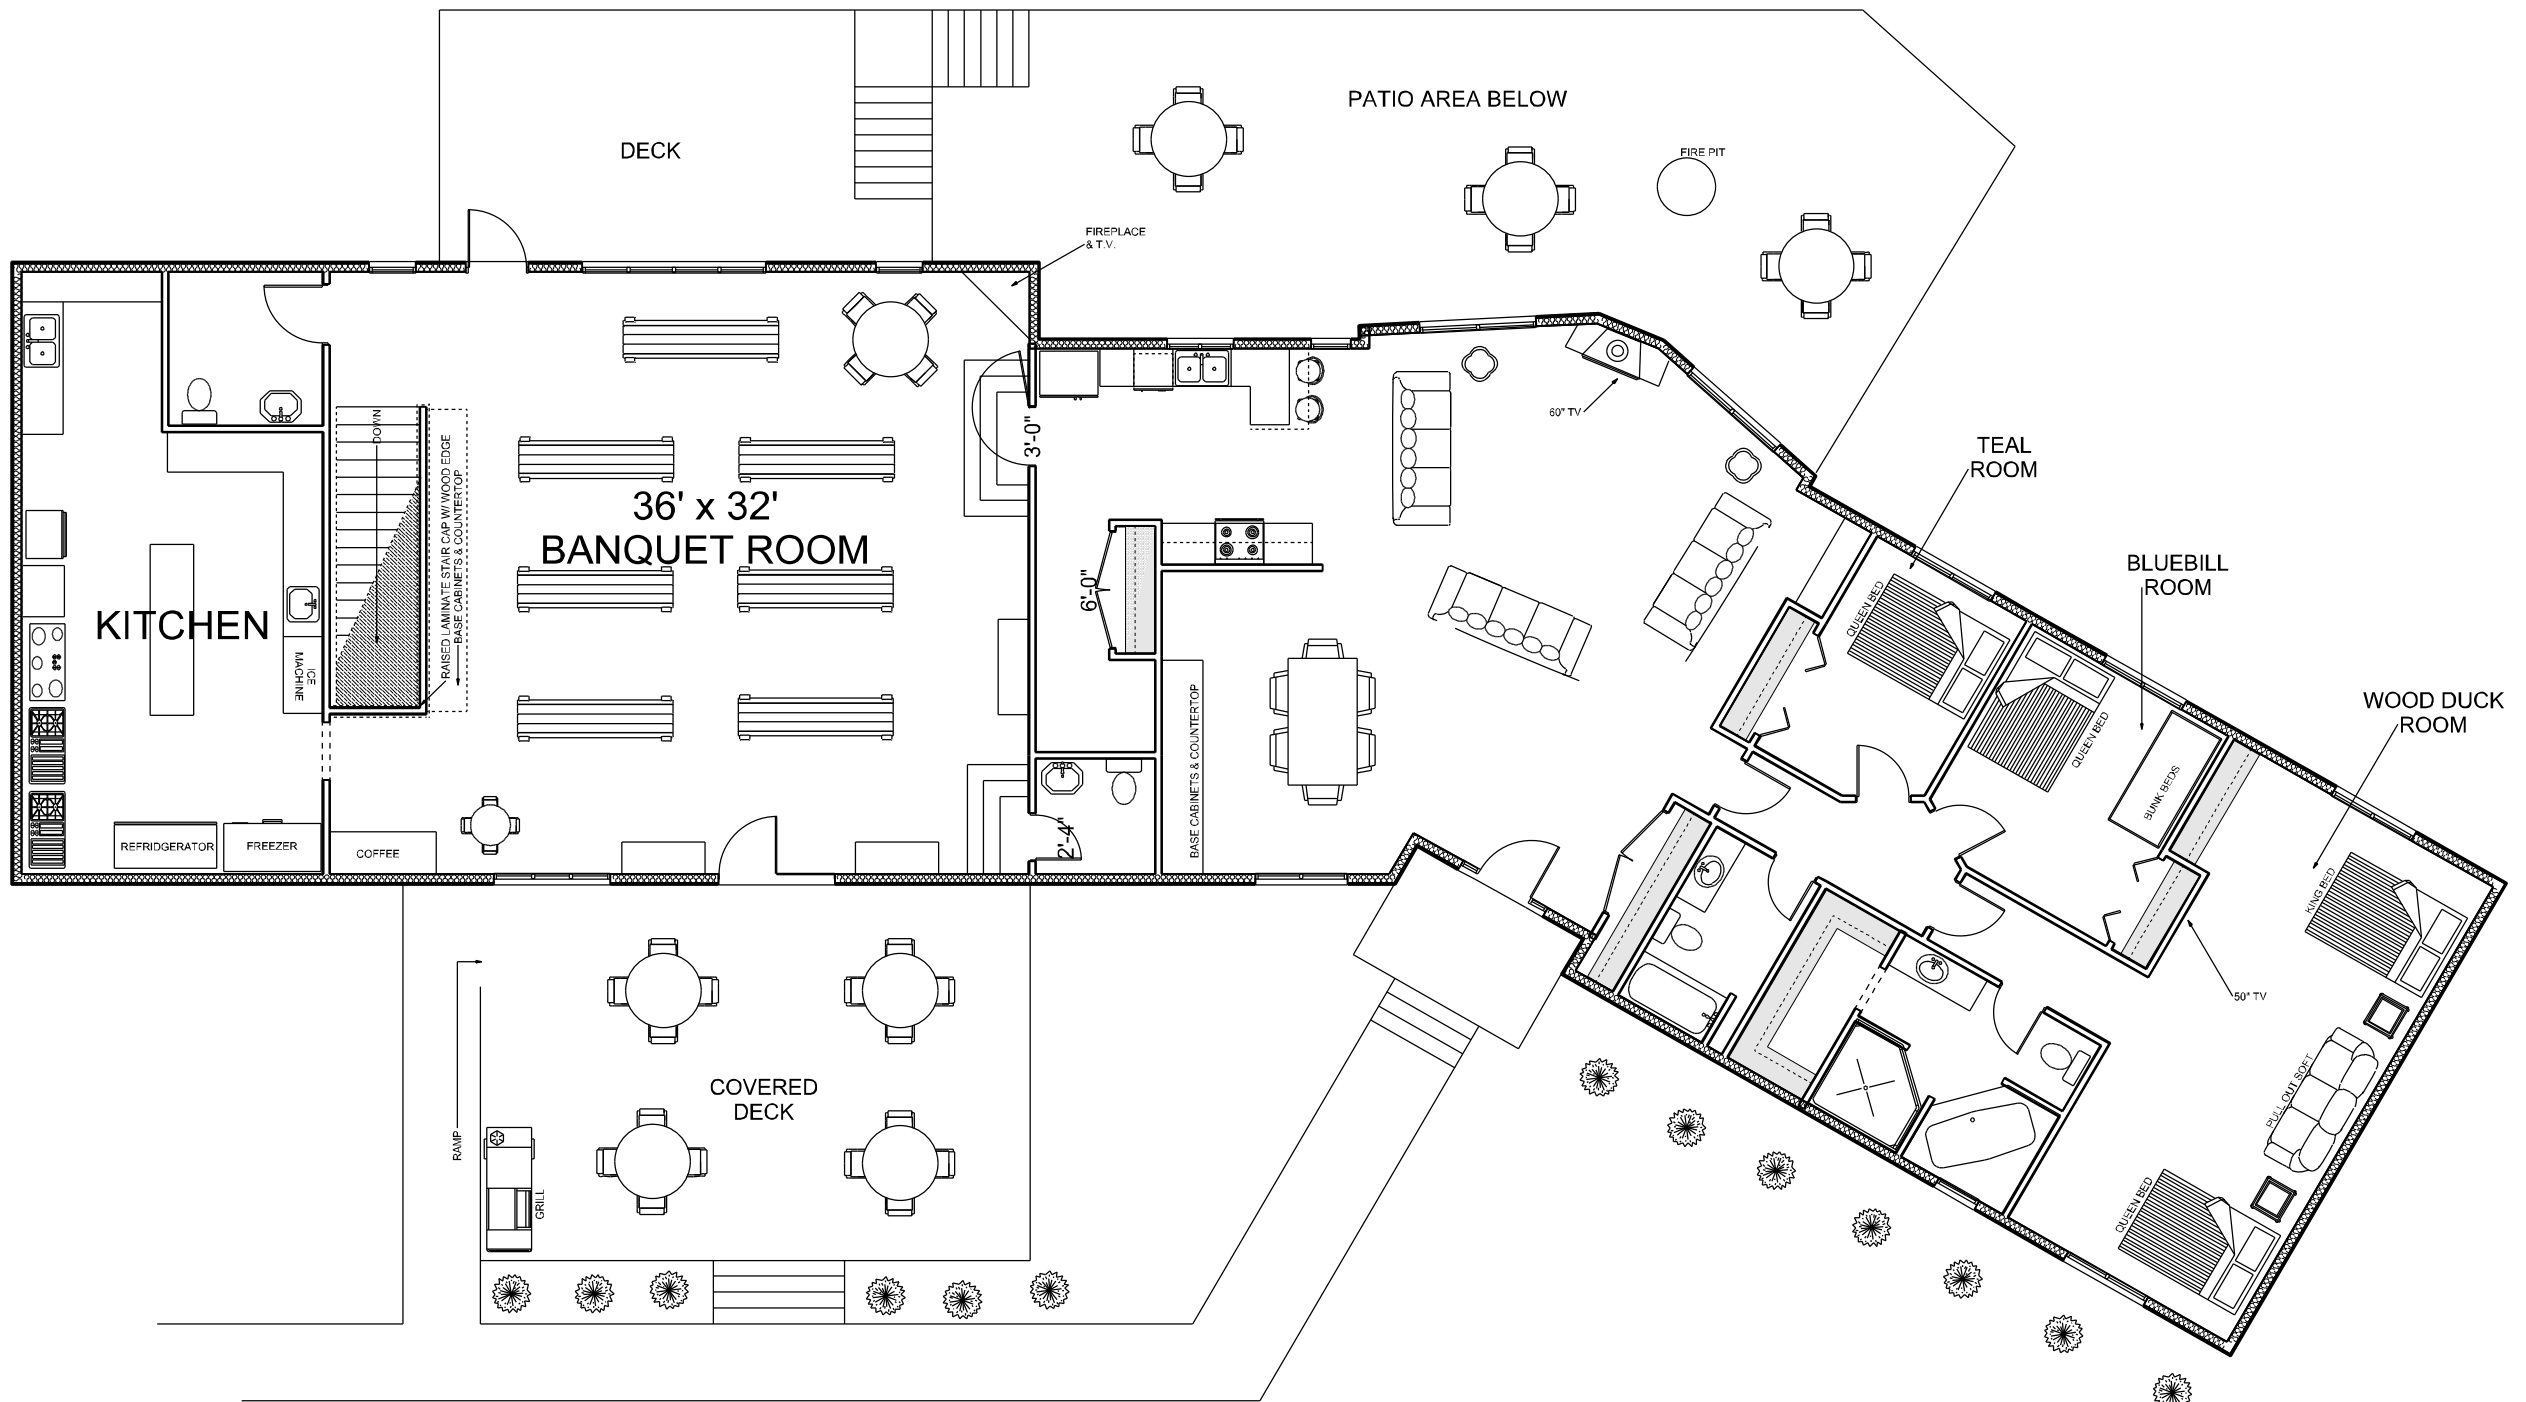 PATIO AREA BELOW
DECK
FIRE PIT
FIREPLACE
& T.V.
60" TV
3'-0"
DOWN
TEAL
ROOM
RAISED LAMINATE STAIR CAP W/ WOOD EDGE
BASE CABINETS & COUNTERTOP
36' x 32'
BANQUET ROOM
6'-0"
BLUEBILL
ROOM
QUEEN BED
KITCHEN
ICE
MACHINE
WOOD DUCK
ROOM
QUEEN BED
BUNK BEDS
BASE CABINETS & COUNTERTOP
2'-4"
REFRIDGERATOR
FREEZER
COFFEE
KING BED
50" TV
PULL OUT SOFT
COVERED
DECK
RAMP
GRILL
QUEEN BED